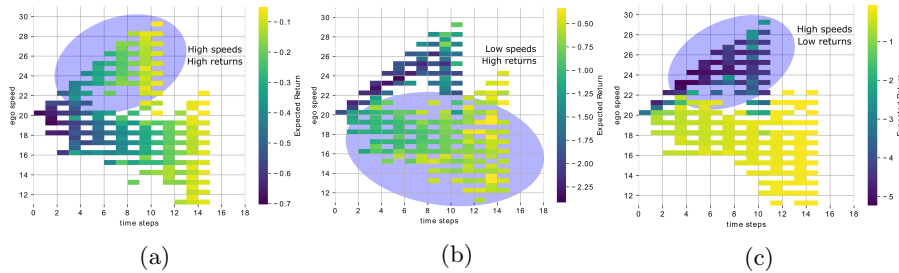 High speeds
High returns
30
28
26
24
22
20
18
16
14
12
ego speed
0 2 4 6 8 10 12 14 16 18
time steps
−0.1
−0.2
−0.3
−0.4
−0.5
−0.6
−0.7
Expected Return
(a)
Low speeds
High returns
30
28
26
24
22
20
18
16
14
12
ego speed
0 2 4 6 8 10 12 14 16 18
time steps
−0.50
−0.75
−1.00
−1.25
−1.50
−1.75
−2.00
−2.25
Expected Return
(b)
High speeds
Low returns
30
28
26
24
22
20
18
16
14
12
ego speed
0 2 4 6 8 10 12 14 16 18
time steps
−1
−2
−3
−4
−5
(c)